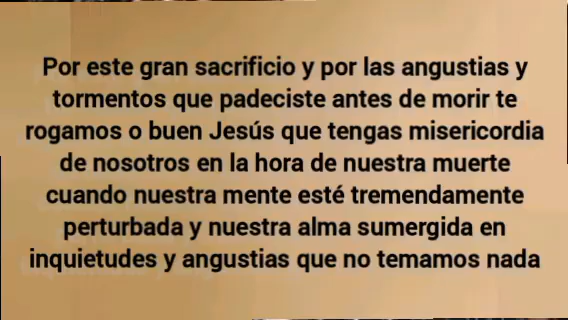 Por este gran sacrificio y por las angustias y
tormentos que padeciste antes de morir te
rogamos o buen Jesús que tengas misericordia
de nosotros en la hora de nuestra muerte
cuando nuestra mente esté tremendamente
perturbada y nuestra alma sumergida en
inquietudes y angustias que no temamos nada